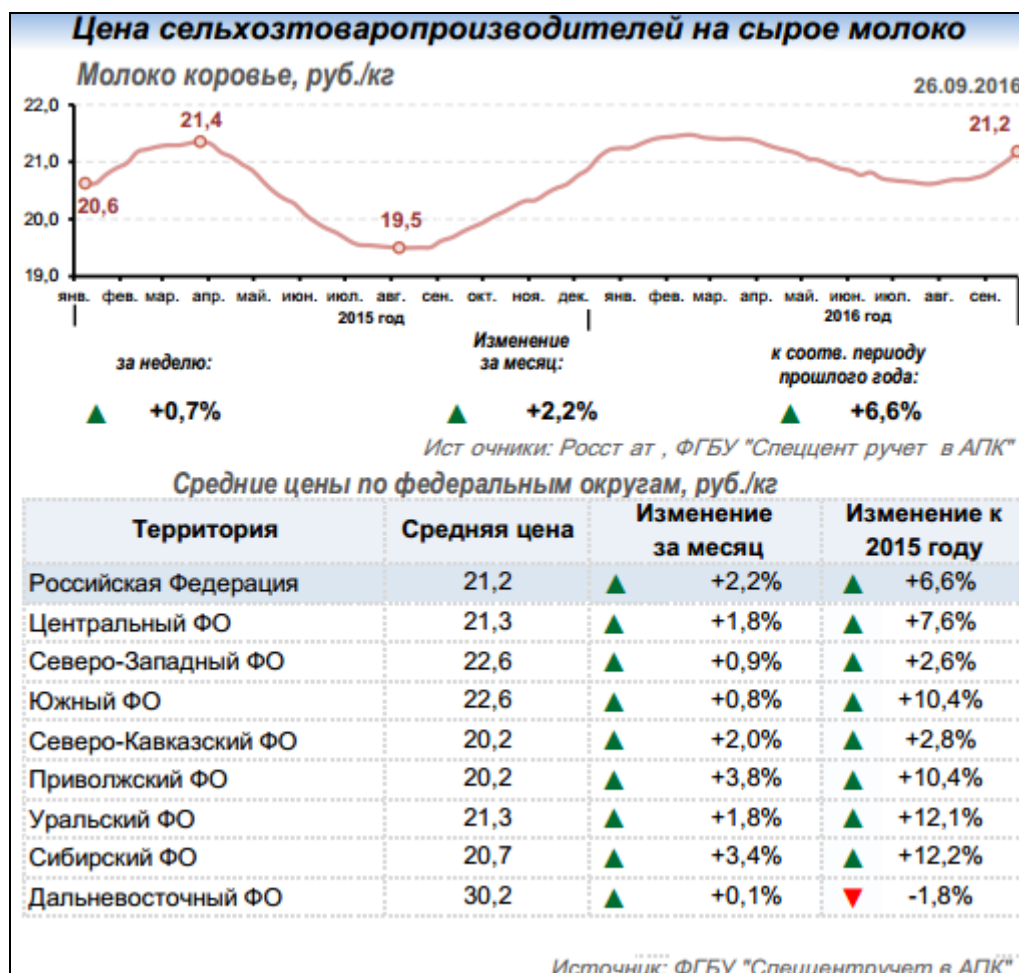 Цена сельхозтоваропроизводителей на сырое молоко
Молоко коровье, руб./кг
26.09.2016
22,0
21,4
21,2
21,0
20,6
20,0
19,5
19,0
янв. фев. мар. апр. май. июн. июл. авг. сен. окт. ноя. дек. янв. фев. мар. апр. май. июн. июл. авг. сен.
2015 год 2016 год
за неделю: Изменение за месяц: к соотв. периоду прошлого года:
▲ +0,7% ▲ +2,2% ▲ +6,6%
Ист очники: Росст ат , ФГБУ "Спеццент ручет в АПК"
Средние цены по федеральным округам, руб./кг
Территория Средняя цена Изменение за месяц Изменение к 2015 году
Российская Федерация 21,2 ▲ +2,2% ▲ +6,6%
Центральный ФО 21,3 ▲ +1,8% ▲ +7,6%
Северо-Западный ФО 22,6 ▲ +0,9% ▲ +2,6%
Южный ФО 22,6 ▲ +0,8% ▲ +10,4%
Северо-Кавказский ФО 20,2 ▲ +2,0% ▲ +2,8%
Приволжский ФО 20,2 ▲ +3,8% ▲ +10,4%
Уральский ФО 21,3 ▲ +1,8% ▲ +12,1%
Сибирский ФО 20,7 ▲ +3,4% ▲ +12,2%
Дальневосточный ФО 30,2 ▲ +0,1% ▼ -1,8%
Источник: ФГБУ "Спеццентручет в АПК"